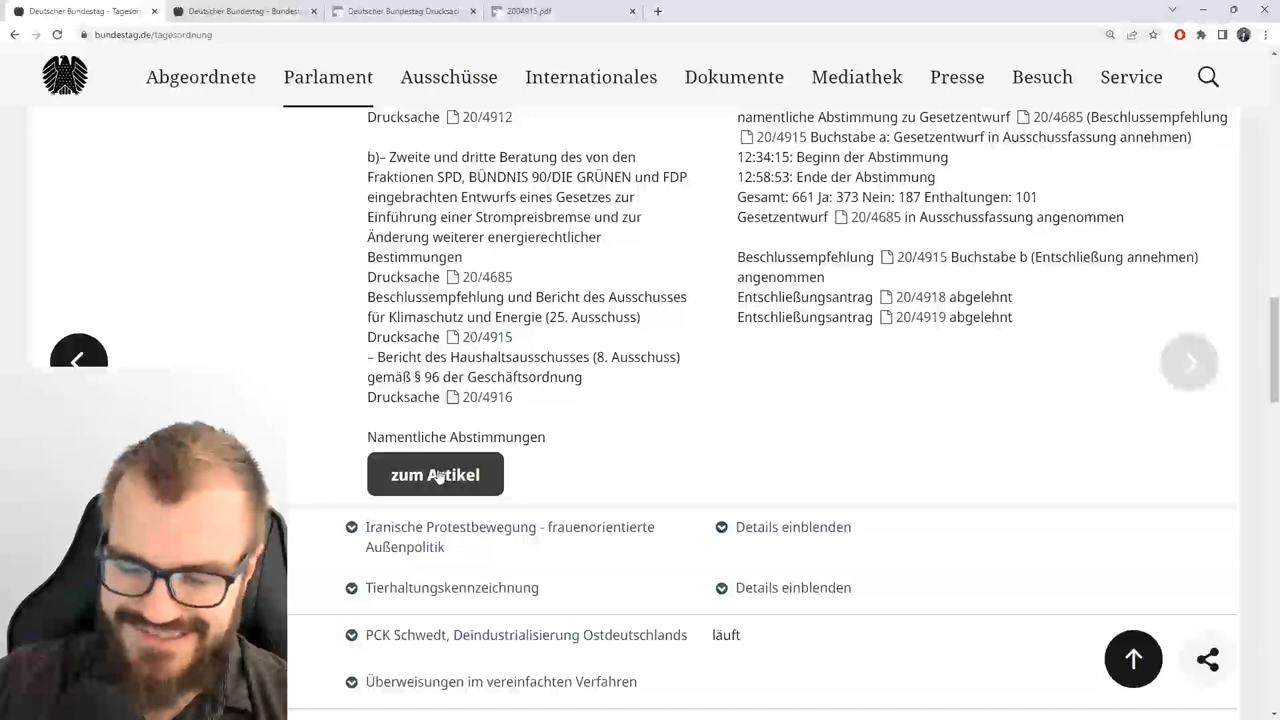 Deutscher Bundestag - Tagesor
Deutscher Bundestag - Bundest
Deutscher Bundestag Drucksac
2004915.pdf
bundestag.de/tagesordnung
Abgeordnete Parlament Ausschüsse Internationales Dokumente Mediathek Presse Besuch Service
Drucksache 20/4912
b)– Zweite und dritte Beratung des von den
Fraktionen SPD, BÜNDNIS 90/DIE GRÜNEN und FDP
eingebrachten Entwurfs eines Gesetzes zur
Einführung einer Strompreisbremse und zur
Änderung weiterer energierechtlicher
Bestimmungen
Drucksache 20/4685
Beschlussempfehlung und Bericht des Ausschusses
für Klimaschutz und Energie (25. Ausschuss)
Drucksache 20/4915
– Bericht des Haushaltsausschusses (8. Ausschuss)
gemäß § 96 der Geschäftsordnung
Drucksache 20/4916
Namentliche Abstimmungen
zum Artikel
namentliche Abstimmung zu Gesetzentwurf 20/4685 (Beschlussempfehlung
20/4915 Buchstabe a: Gesetzentwurf in Ausschussfassung annehmen)
12:34:15: Beginn der Abstimmung
12:58:53: Ende der Abstimmung
Gesamt: 661 Ja: 373 Nein: 187 Enthaltungen: 101
Gesetzentwurf 20/4685 in Ausschussfassung angenommen
Beschlussempfehlung 20/4915 Buchstabe b (Entschließung annehmen)
angenommen
Entschließungsantrag 20/4918 abgelehnt
Entschließungsantrag 20/4919 abgelehnt
Iranische Protestbewegung - frauenorientierte
Außenpolitik
Details einblenden
Tierhaltungskennzeichnung
Details einblenden
PCK Schwedt, Deindustrialisierung Ostdeutschlands
läuft
Überweisungen im vereinfachten Verfahren